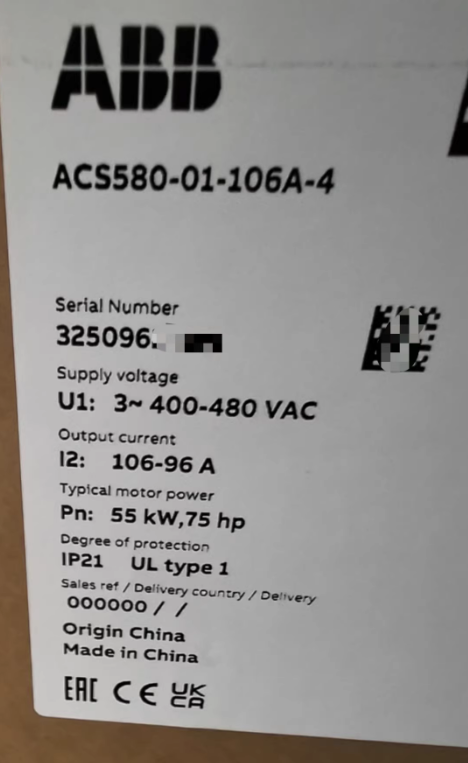 ABB
ACS580-01-106A-4
Serial Number
325096
Supply voltage
U1: 3~ 400-480 VAC
Output current
I2: 106-96 A
Typical motor power
Pn: 55 kW,75 hp
Degree of protection
IP21 UL type 1
Sales ref / Delivery country / Delivery
000000 / /
Origin China
Made in China
EAC CE UKCA